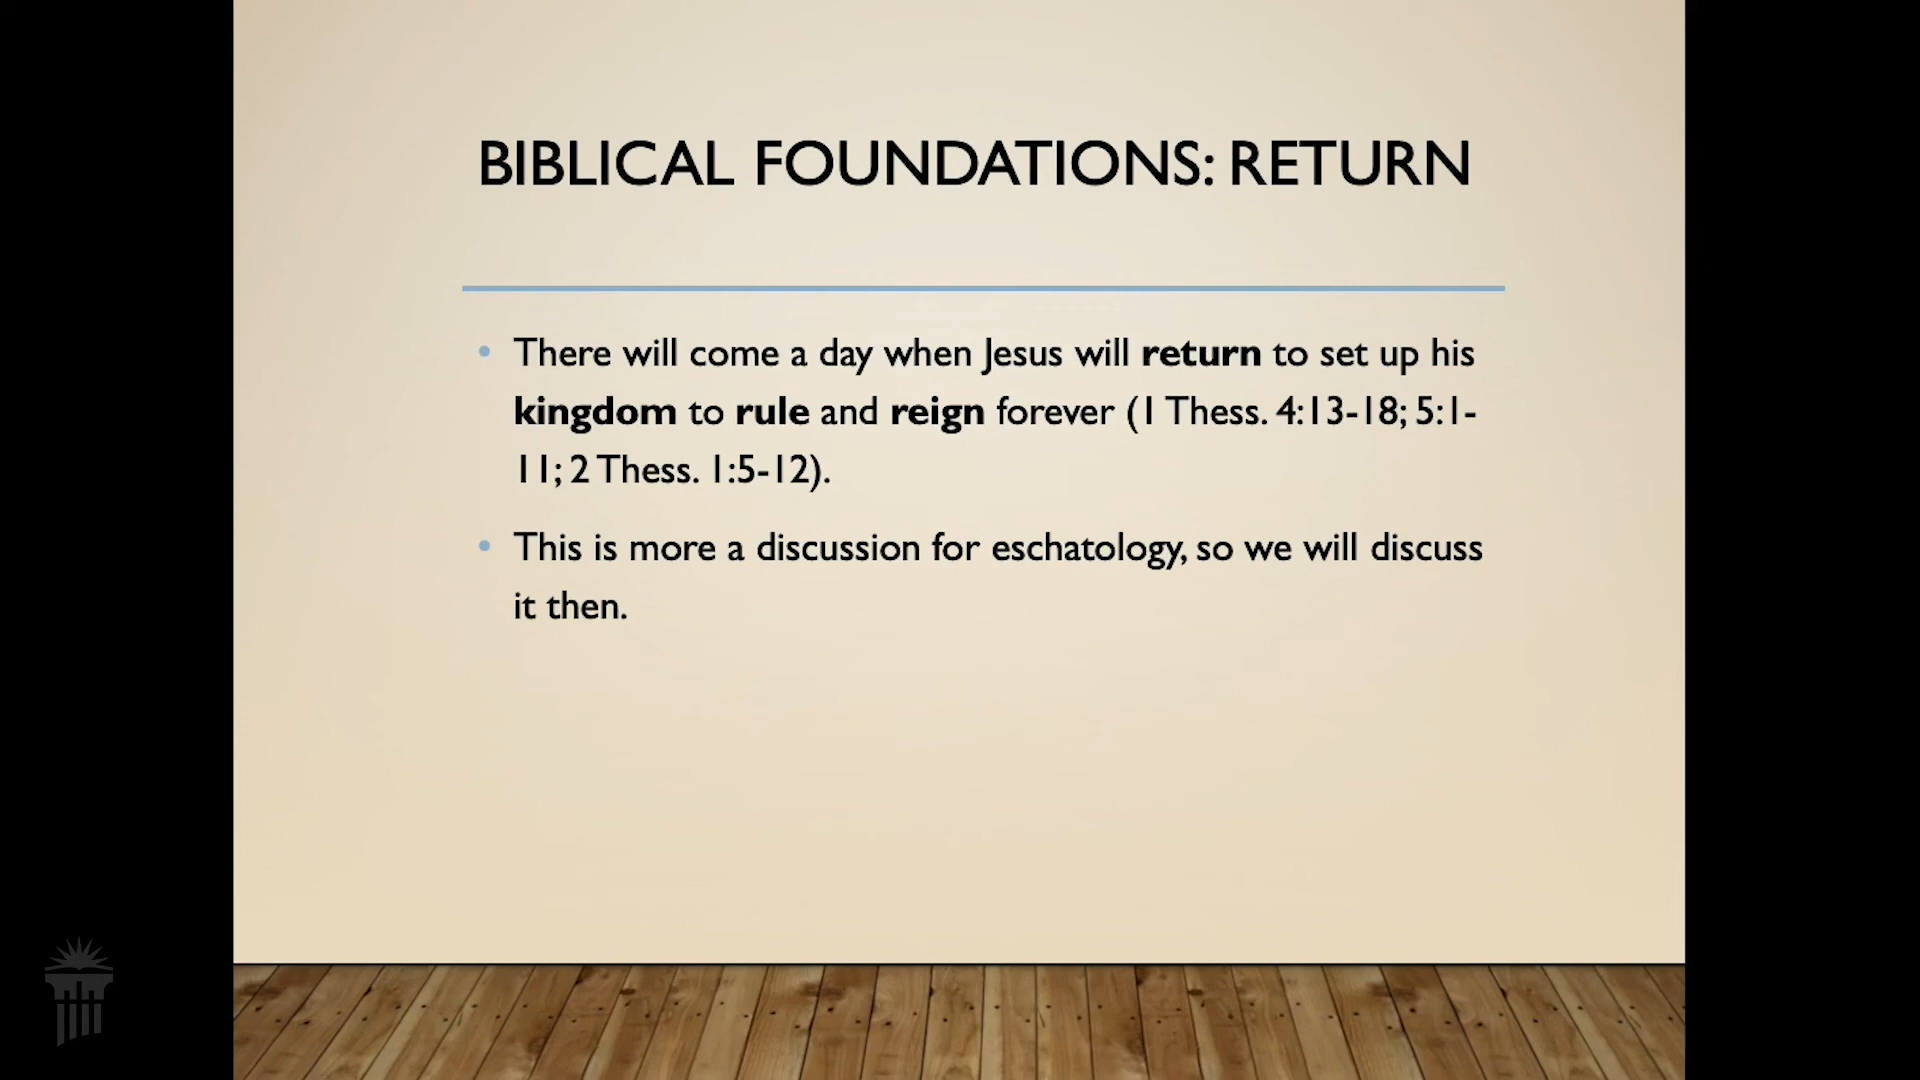 BIBLICAL FOUNDATIONS: RETURN
• There will come a day when Jesus will return to set up his
kingdom to rule and reign forever (1 Thess. 4:13-18; 5:1-
11; 2 Thess. 1:5-12).
• This is more a discussion for eschatology, so we will discuss
it then.